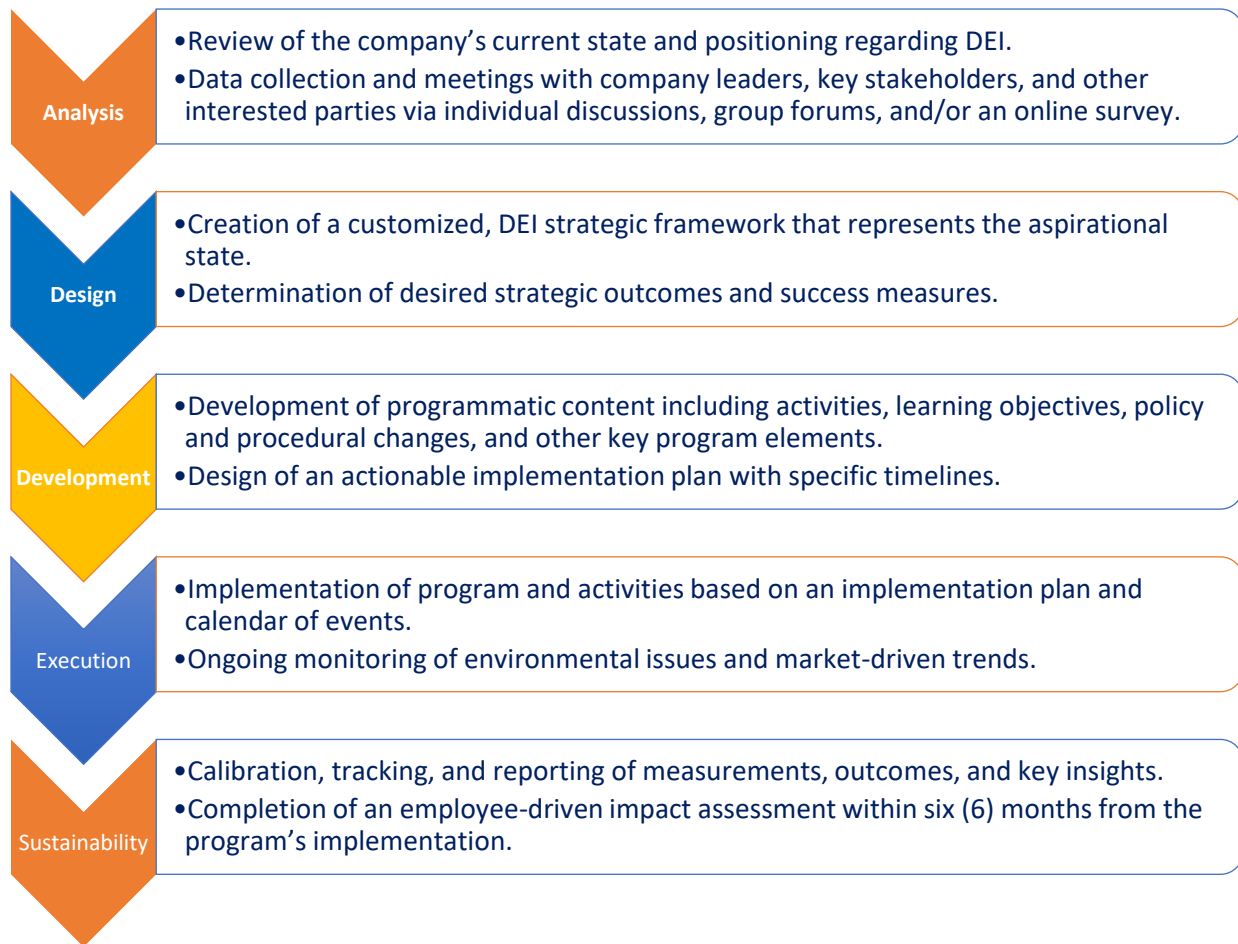 Analysis
•Review of the company’s current state and positioning regarding DEI.
•Data collection and meetings with company leaders, key stakeholders, and other
interested parties via individual discussions, group forums, and/or an online survey.
Design
•Creation of a customized, DEI strategic framework that represents the aspirational
state.
•Determination of desired strategic outcomes and success measures.
Development
•Development of programmatic content including activities, learning objectives, policy
and procedural changes, and other key program elements.
•Design of an actionable implementation plan with specific timelines.
Execution
•Implementation of program and activities based on an implementation plan and
calendar of events.
•Ongoing monitoring of environmental issues and market-driven trends.
Sustainability
•Calibration, tracking, and reporting of measurements, outcomes, and key insights.
•Completion of an employee-driven impact assessment within six (6) months from the
program’s implementation.